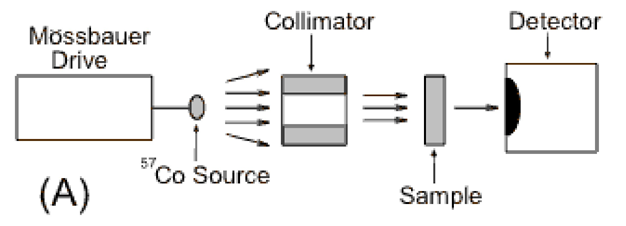 Mössbauer
Drive
Collimator
Detector
⁵⁷Co Source
Sample
(A)